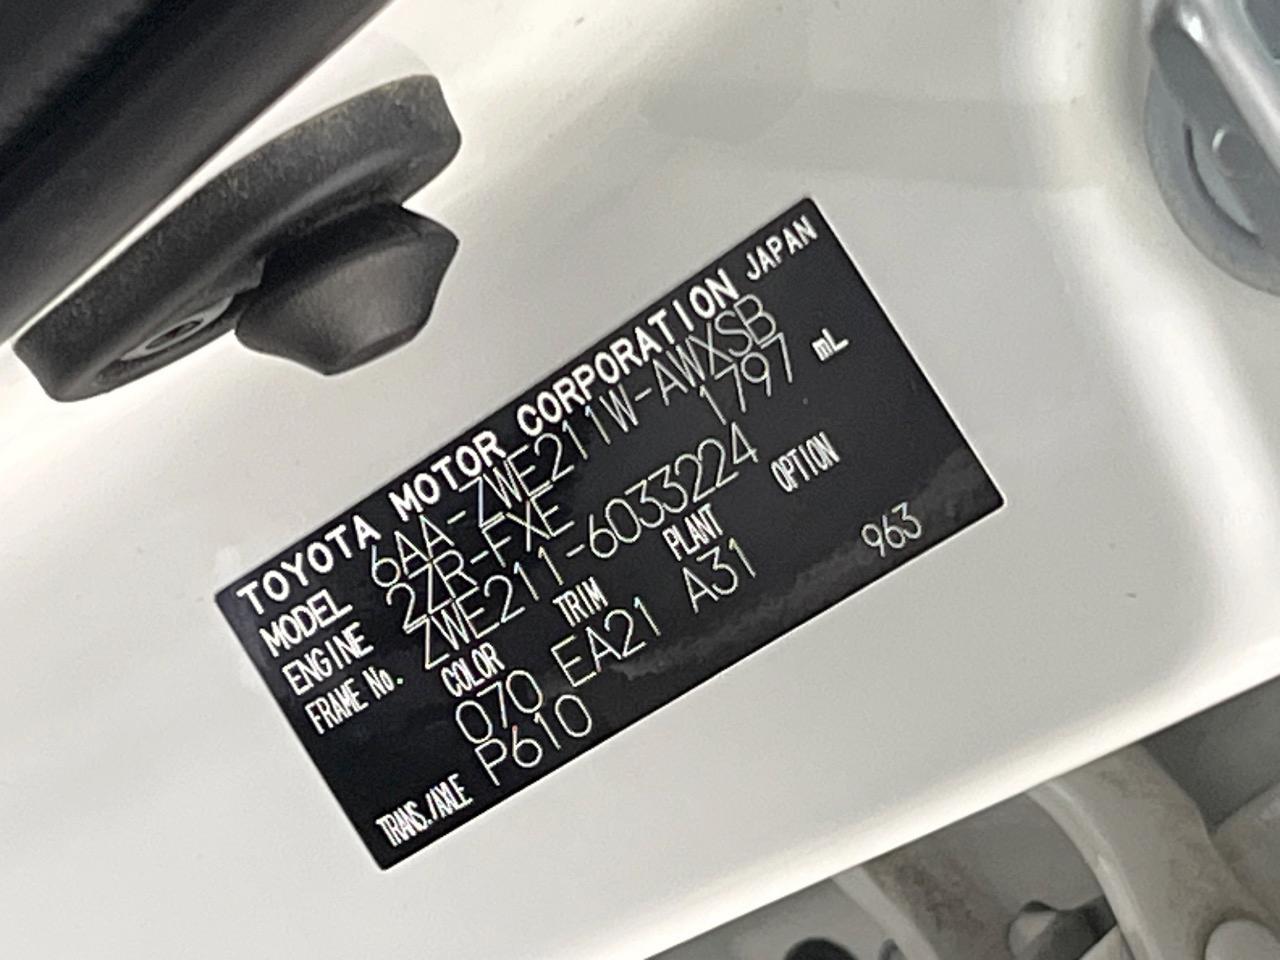 TOYOTA MOTOR CORPORATION JAPAN
MODEL 6AA-ZWE211W-AWXSB
ENGINE 2ZR-FXE 1797 mL
FRAME No. ZWE211-6033224
COLOR TRIM PLANT OPTION
070 EA21 A31 963
TRANS./AXLE P610